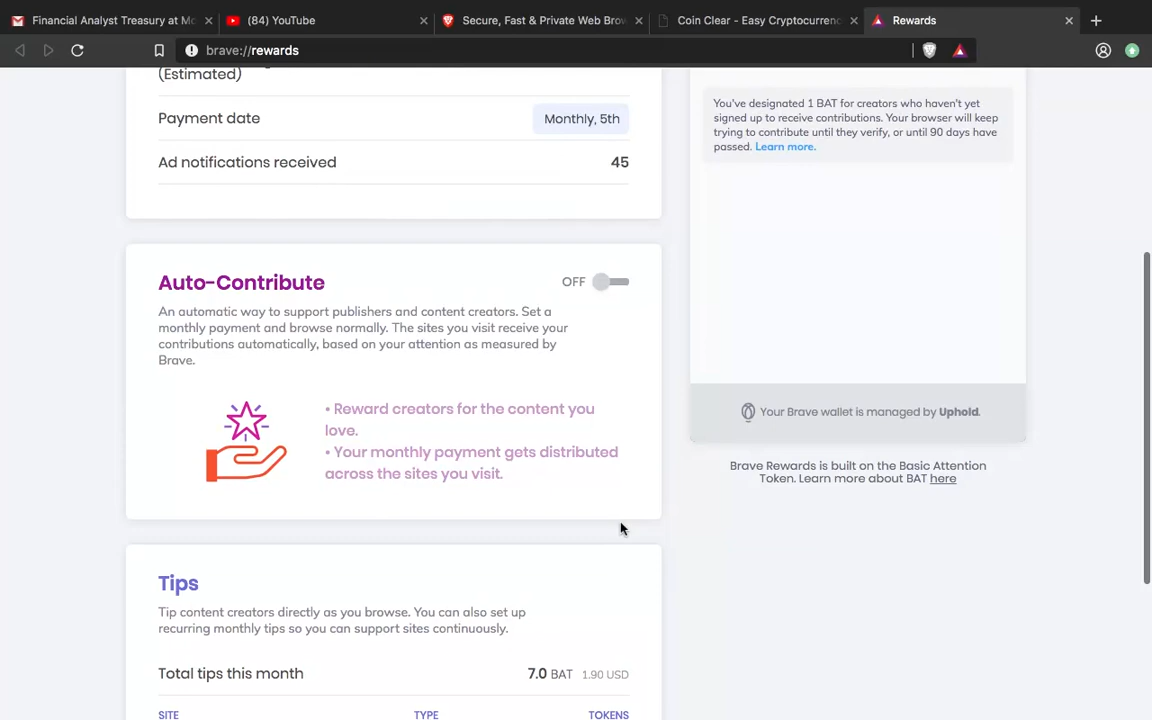 Financial Analyst Treasury at Mo
(84) YouTube
Secure, Fast & Private Web Brow
Coin Clear - Easy Cryptocurrenc
Rewards
brave://rewards
(Estimated)
Payment date
Monthly, 5th
Ad notifications received
45
Auto-Contribute
OFF
An automatic way to support publishers and content creators. Set a
monthly payment and browse normally. The sites you visit receive your
contributions automatically, based on your attention as measured by
Brave.
• Reward creators for the content you
love.
• Your monthly payment gets distributed
across the sites you visit.
Tips
Tip content creators directly as you browse. You can also set up
recurring monthly tips so you can support sites continuously.
Total tips this month
7.0 BAT 1.90 USD
SITE TYPE TOKENS
You've designated 1 BAT for creators who haven't yet
signed up to receive contributions. Your browser will keep
trying to contribute until they verify, or until 90 days have
passed. Learn more.
Your Brave wallet is managed by Uphold.
Brave Rewards is built on the Basic Attention
Token. Learn more about BAT here